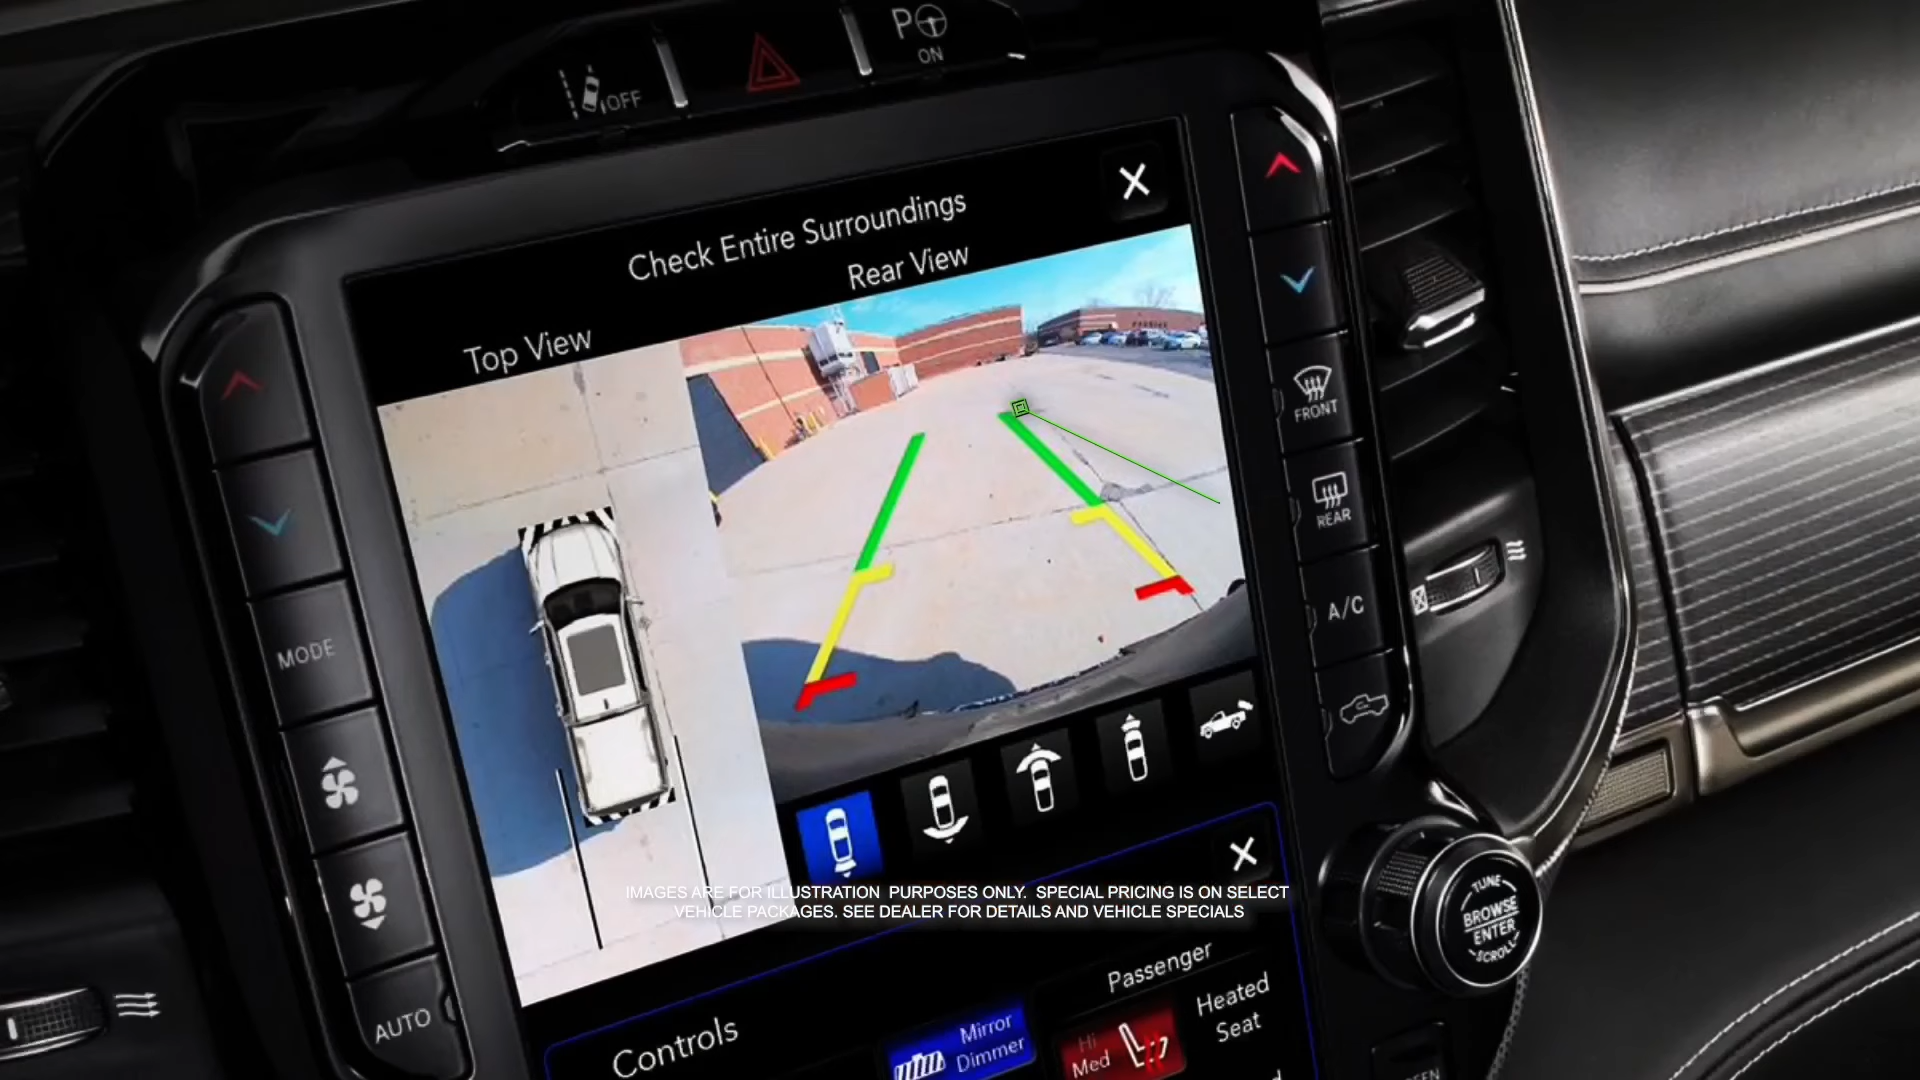 OFF
P
ON
Check Entire Surroundings
Rear View
Top View
FRONT
REAR
A/C
MODE
AUTO
TUNE
BROWSE
ENTER
SCROLL
IMAGES ARE FOR ILLUSTRATION PURPOSES ONLY. SPECIAL PRICING IS ON SELECT
VEHICLE PACKAGES. SEE DEALER FOR DETAILS AND VEHICLE SPECIALS
Controls
Mirror
Dimmer
Passenger
Hi
Med
Heated
Seat